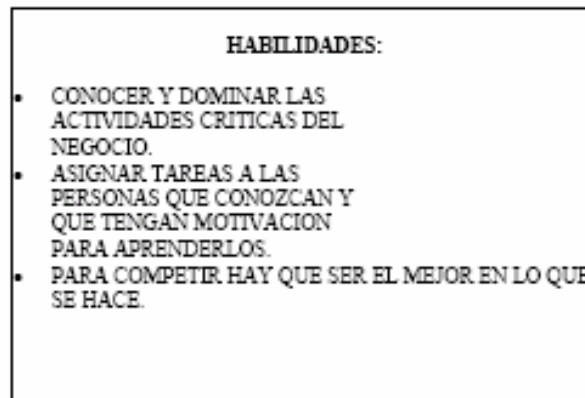 HABILIDADES:
• CONOCER Y DOMINAR LAS
ACTIVIDADES CRITICAS DEL
NEGOCIO.
• ASIGNAR TAREAS A LAS
PERSONAS QUE CONOZCAN Y
QUE TENGAN MOTIVACION
PARA APRENDERLOS.
• PARA COMPETIR HAY QUE SER EL MEJOR EN LO QUE
SE HACE.